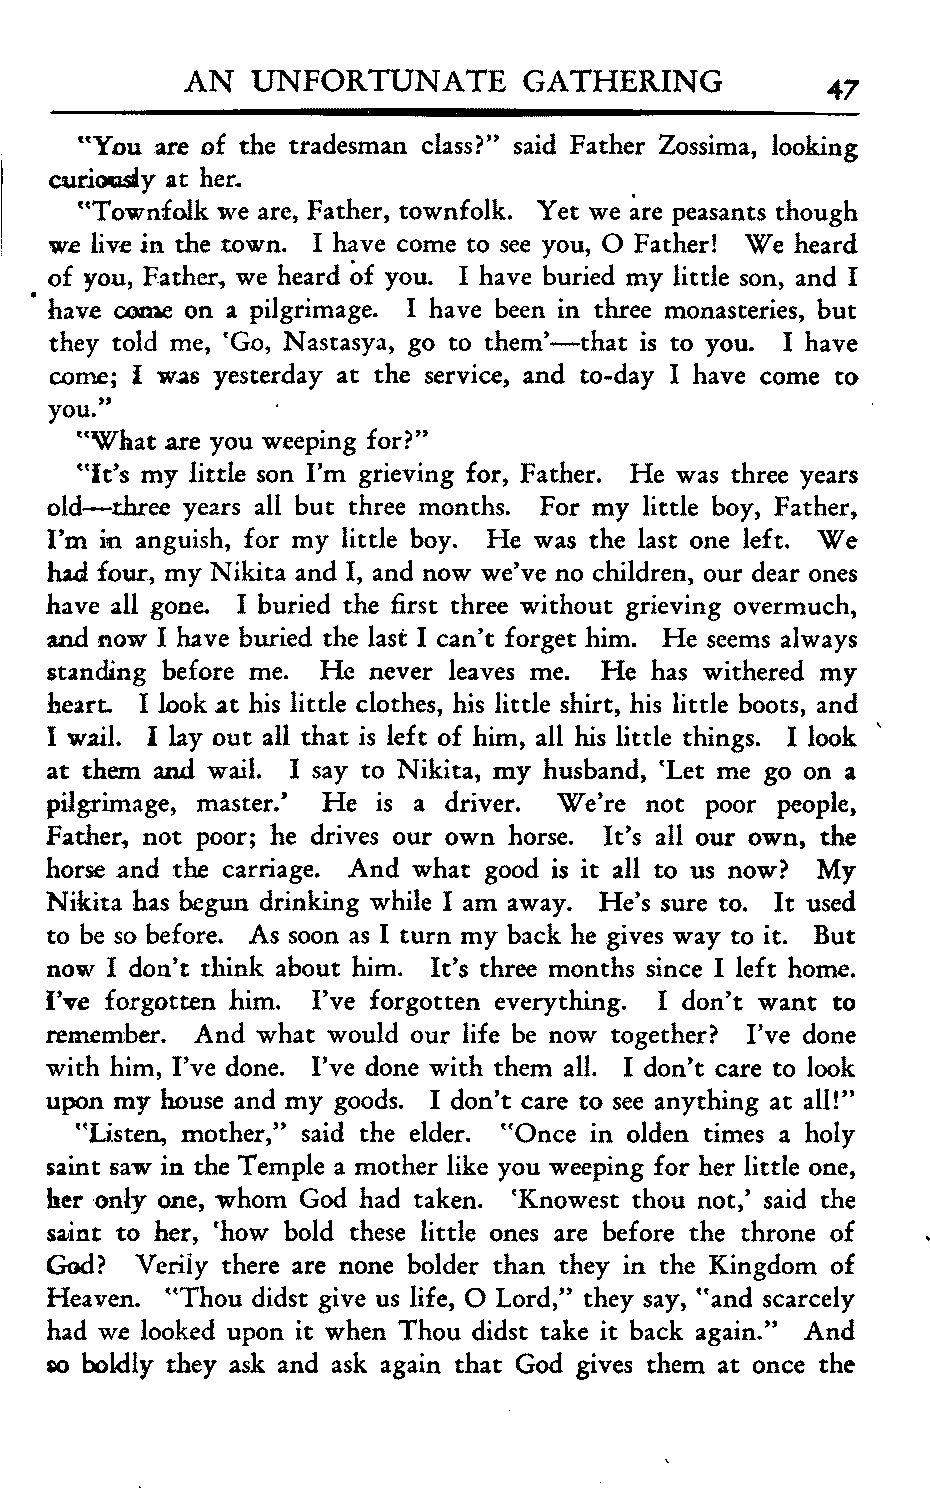 AN UNFORTUNATE GATHERING 47
"You are of the tradesman class?" said Father Zossima, looking
curiously at her.
"Townfolk we are, Father, townfolk. Yet we are peasants though
we live in the town. I have come to see you, O Father! We heard
of you, Father, we heard of you. I have buried my little son, and I
have come on a pilgrimage. I have been in three monasteries, but
they told me, 'Go, Nastasya, go to them'—that is to you. I have
come; I was yesterday at the service, and to-day I have come to
you."
"What are you weeping for?"
"It's my little son I'm grieving for, Father. He was three years
old—three years all but three months. For my little boy, Father,
I'm in anguish, for my little boy. He was the last one left. We
had four, my Nikita and I, and now we've no children, our dear ones
have all gone. I buried the first three without grieving overmuch,
and now I have buried the last I can't forget him. He seems always
standing before me. He never leaves me. He has withered my
heart. I look at his little clothes, his little shirt, his little boots, and
I wail. I lay out all that is left of him, all his little things. I look
at them and wail. I say to Nikita, my husband, 'Let me go on a
pilgrimage, master.' He is a driver. We're not poor people,
Father, not poor; he drives our own horse. It's all our own, the
horse and the carriage. And what good is it all to us now? My
Nikita has begun drinking while I am away. He's sure to. It used
to be so before. As soon as I turn my back he gives way to it. But
now I don't think about him. It's three months since I left home.
I've forgotten him. I've forgotten everything. I don't want to
remember. And what would our life be now together? I've done
with him, I've done. I've done with them all. I don't care to look
upon my house and my goods. I don't care to see anything at all!"
"Listen, mother," said the elder. "Once in olden times a holy
saint saw in the Temple a mother like you weeping for her little one,
her only one, whom God had taken. 'Knowest thou not,' said the
saint to her, 'how bold these little ones are before the throne of
God? Verily there are none bolder than they in the Kingdom of
Heaven. "Thou didst give us life, O Lord," they say, "and scarcely
had we looked upon it when Thou didst take it back again." And
so boldly they ask and ask again that God gives them at once the